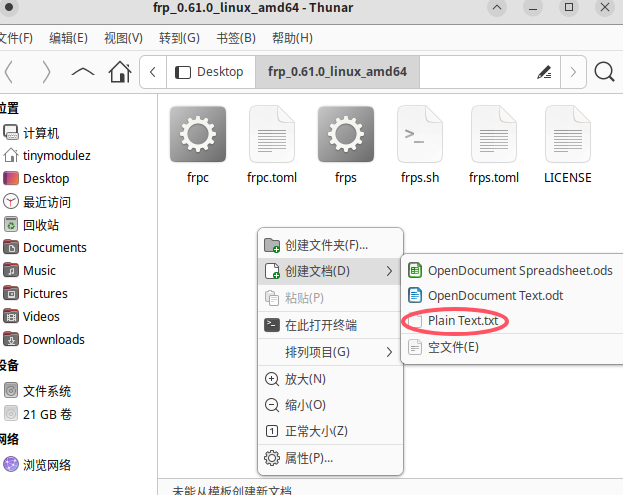 frp_0.61.0_linux_amd64 - Thunar
文件(F) 编辑(E) 视图(V) 转到(G) 书签(B) 帮助(H)
Desktop frp_0.61.0_linux_amd64
位置
计算机
tinymodulez
Desktop
最近访问
回收站
Documents
Music
Pictures
Videos
Downloads
设备
文件系统
21 GB 卷
网络
浏览网络
frpc frpc.toml frps frps.sh frps.toml LICENSE
创建文件夹(F)...
创建文档(D)
粘贴(P)
在此打开终端
排列项目(G)
放大(N)
缩小(O)
正常大小(Z)
属性(P)...
OpenDocument Spreadsheet.ods
OpenDocument Text.odt
Plain Text.txt
空文件(E)
未能从模板创建新文档